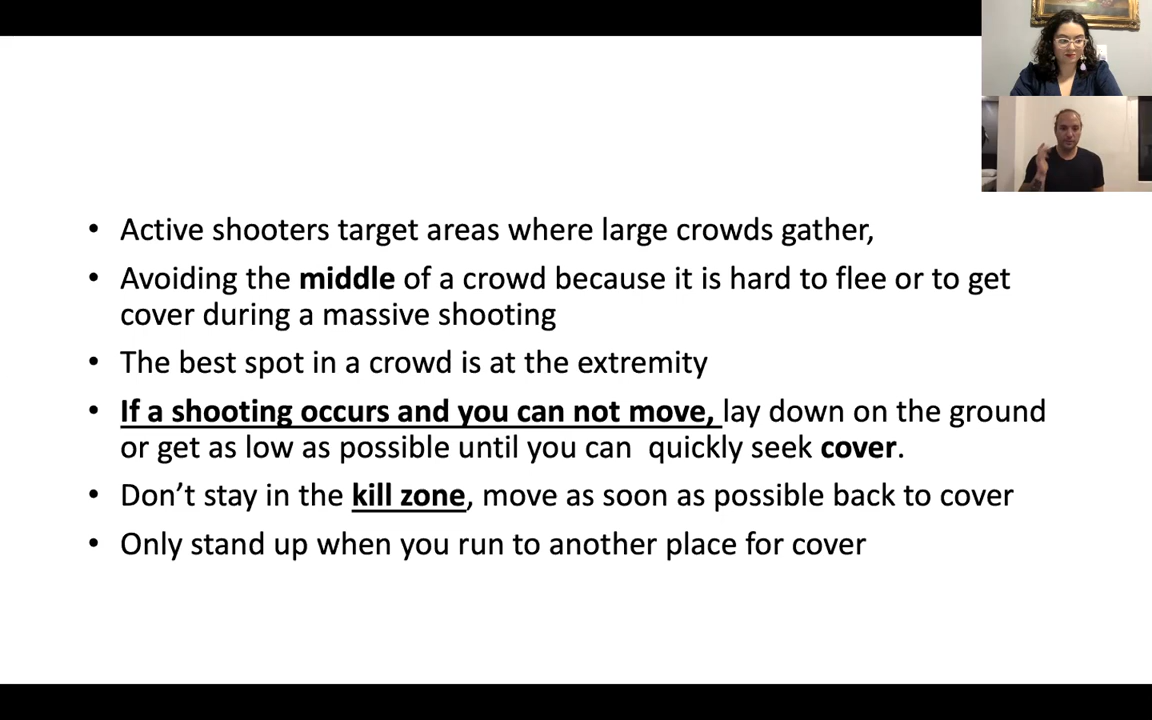 • Active shooters target areas where large crowds gather,
• Avoiding the middle of a crowd because it is hard to flee or to get
cover during a massive shooting
• The best spot in a crowd is at the extremity
• If a shooting occurs and you can not move, lay down on the ground
or get as low as possible until you can  quickly seek cover.
• Don’t stay in the kill zone, move as soon as possible back to cover
• Only stand up when you run to another place for cover